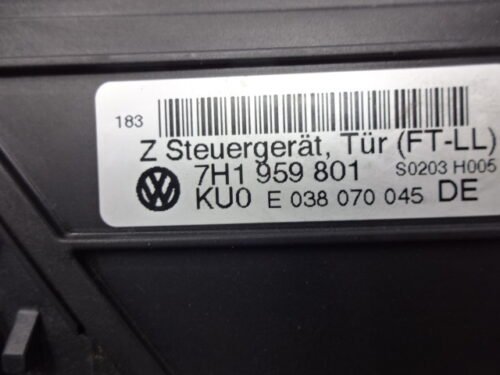 183
Z Steuergerät, Tür (FT-LL)
7H1 959 801 S0203 H005
KU0 E 038 070 045 DE